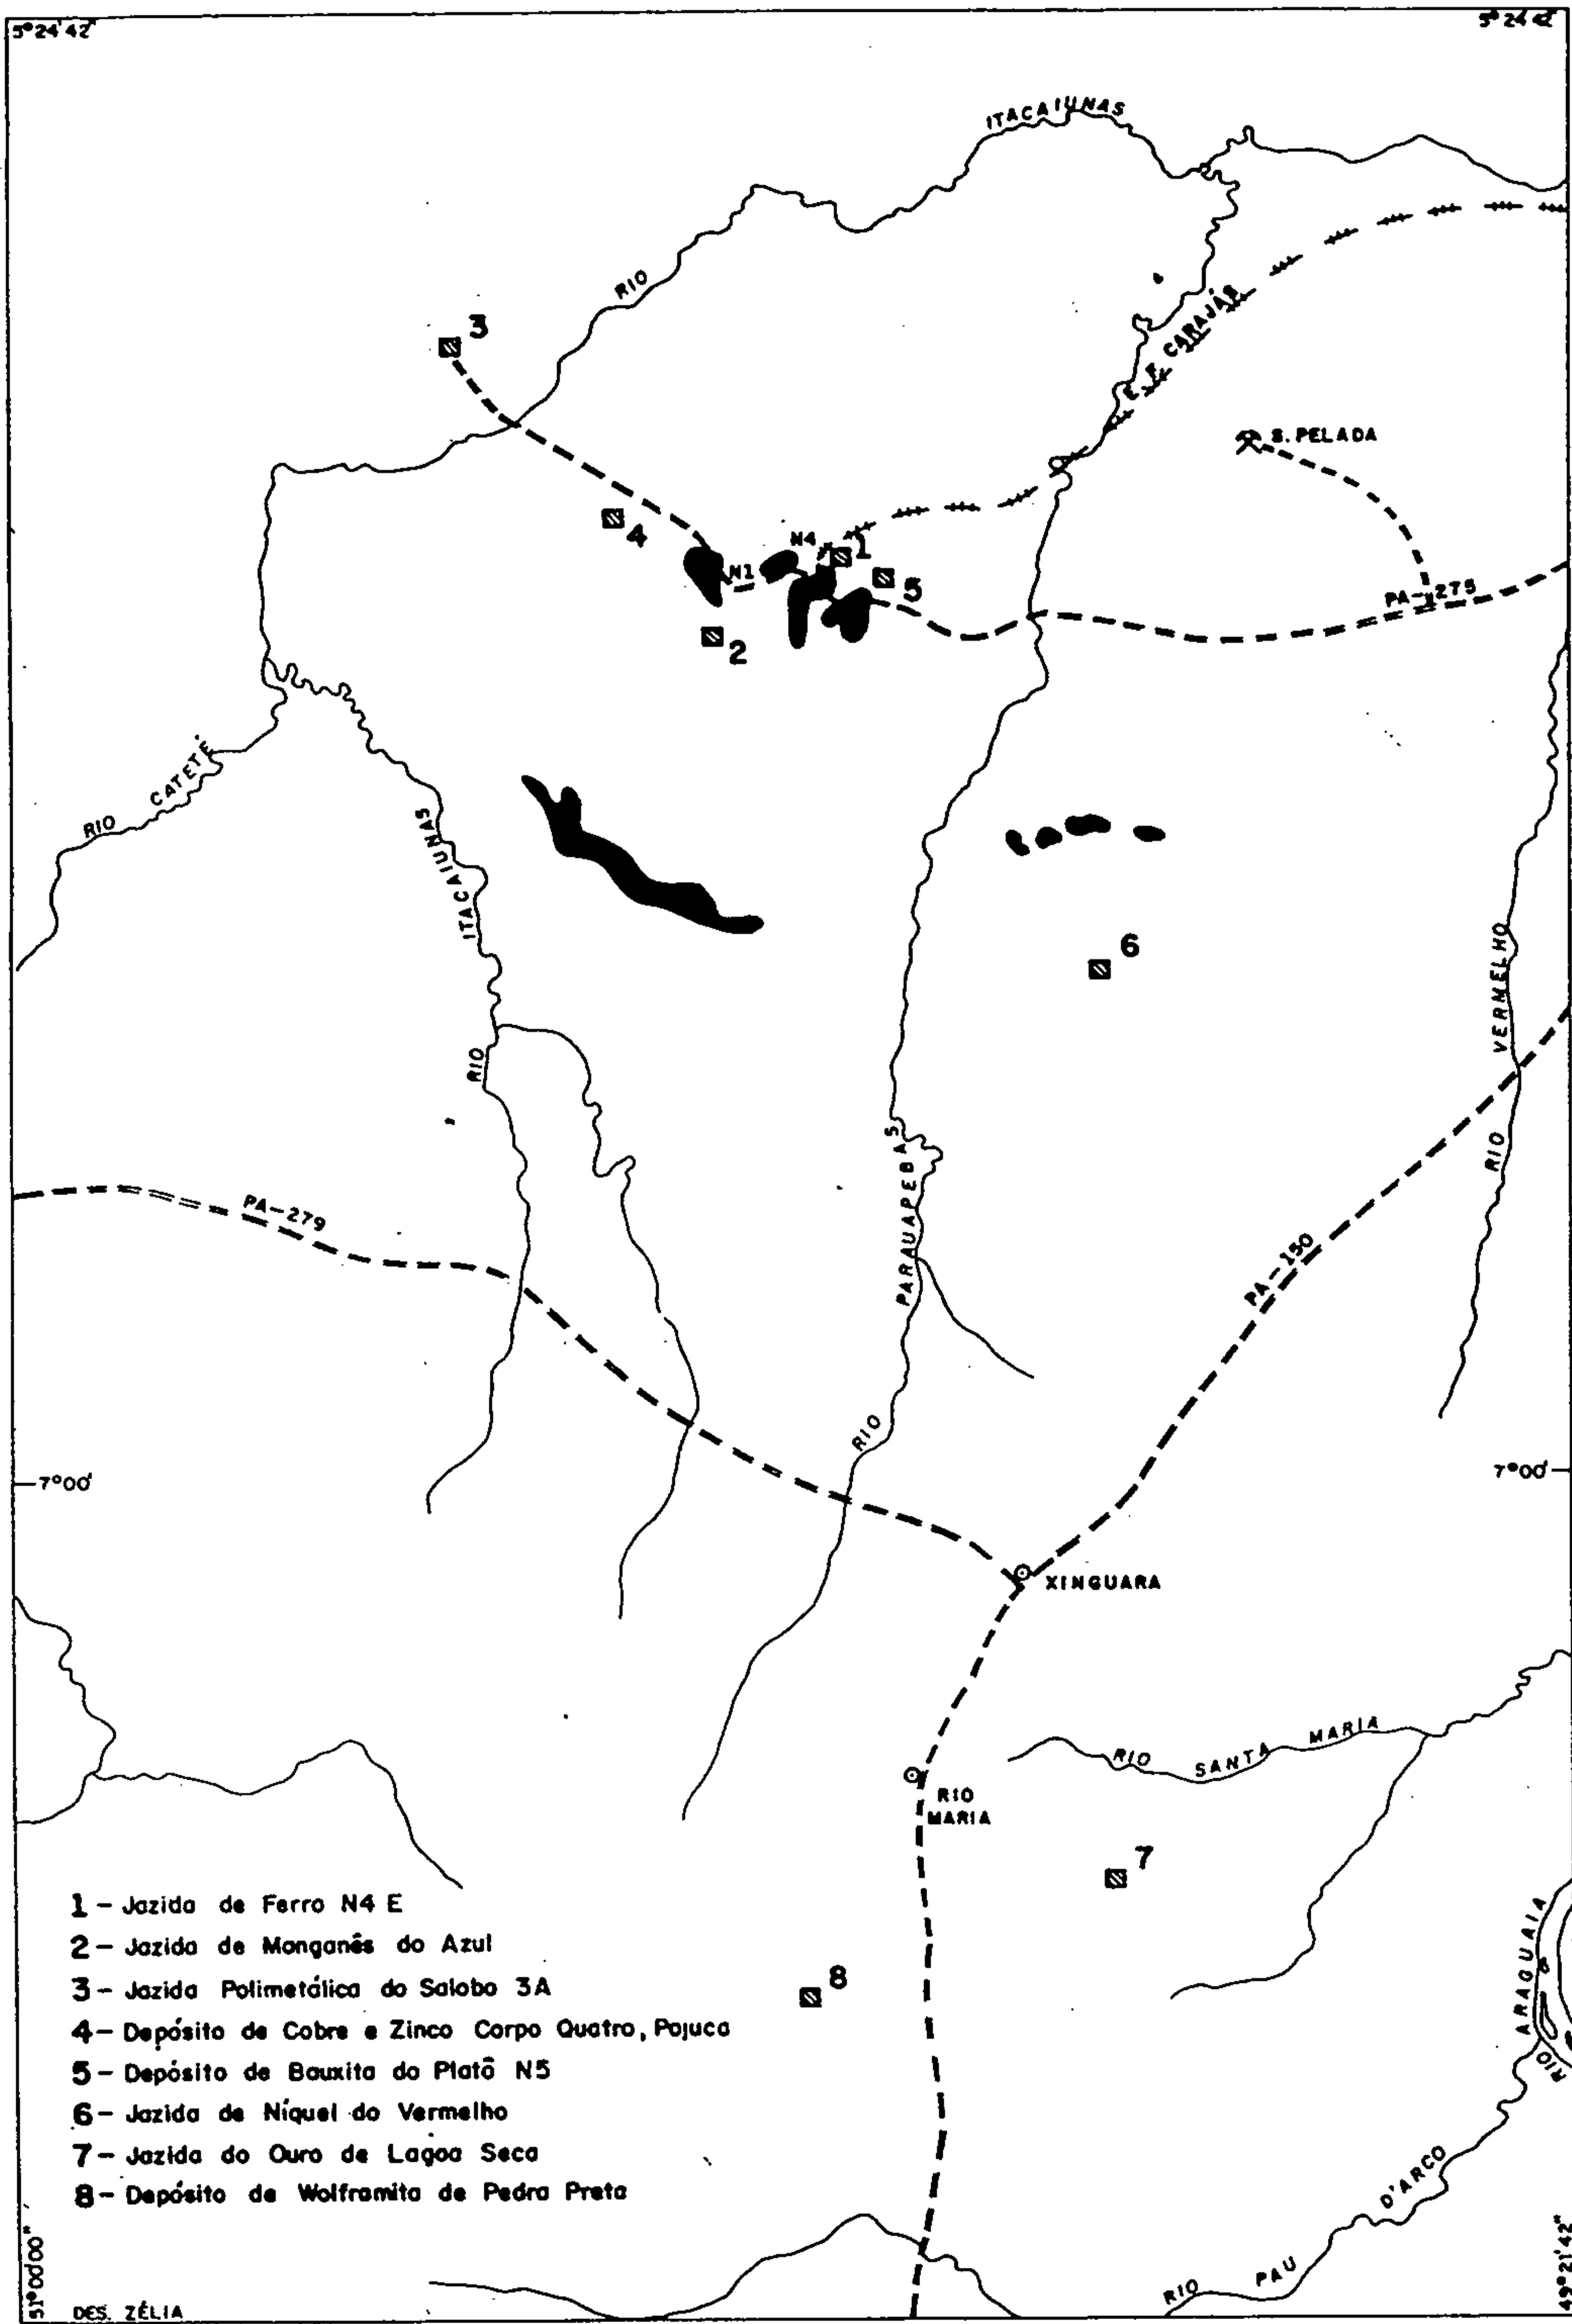 5°24'42"
5°24'42"
ITACAIUNAS
RIO
3
E. F. CARAJÁS
S. PELADA
4
N4
1
N1
5
PA-275
2
RIO CATETÉ
ITACAIUNAS
RIO
6
RIO VERMELHO
PARAUAPEBAS
RIO
PA-279
PA-150
7°00'
7°00'
XINGUARA
RIO SANTA MARIA
RIO
MARIA
7
8
RIO ARAGUAIA
RIO PAU D'ARCO
1 - Jazida de Ferro N4 E
2 - Jazida de Manganês do Azul
3 - Jazida Polimetálica do Salobo 3A
4 - Depósito de Cobre e Zinco Corpo Quatro, Pojuca
5 - Depósito de Bauxita do Platô N5
6 - Jazida de Níquel do Vermelho
7 - Jazida do Ouro de Lagoa Seca
8 - Depósito de Wolframita de Pedra Preta
51°00'00"
49°21'42"
DES. ZÉLIA